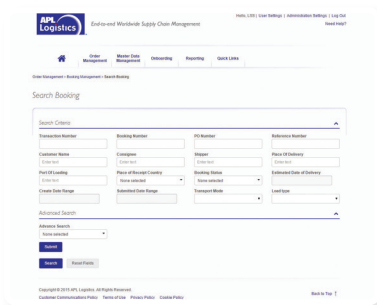 APL
Logistics
End-to-end Worldwide Supply Chain Management
Hello, LSS | User Settings | Administration Settings | Log Out
Need Help?
Order Management
Master Data Management
Onboarding
Reporting
Quick Links
Order Management > Booking Management > Search Booking
Search Booking
Search Criteria
Transaction Number
Booking Number
PO Number
Reference Number
Customer Name
Consignee
Shipper
Place Of Delivery
Enter text
Enter text
Enter text
Enter text
Port Of Loading
Place of Receipt Country
Booking Status
Estimated Date of Delivery
Enter text
None selected
None selected
Create Date Range
Submitted Date Range
Transport Mode
Load type
Advanced Search
Advance Search
None selected
Submit
Search
Reset Fields
Copyright © 2015 APL Logistics. All Rights Reserved.
Customer Communications Policy Terms of Use Privacy Policy Cookie Policy
Back to Top